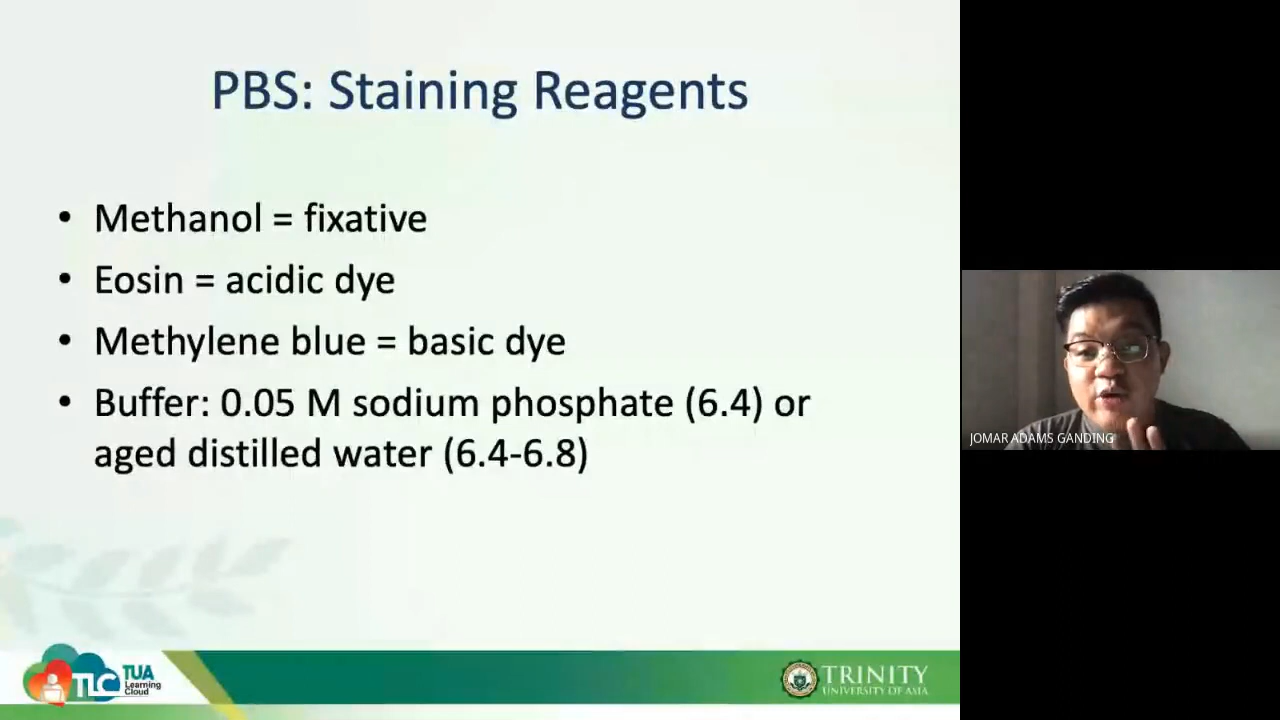 PBS: Staining Reagents
• Methanol = fixative
• Eosin = acidic dye
• Methylene blue = basic dye
• Buffer: 0.05 M sodium phosphate (6.4) or
aged distilled water (6.4-6.8)
JOMAR ADAMS GANDING
TLC TUA
Learning
Cloud
TRINITY
UNIVERSITY OF ASIA